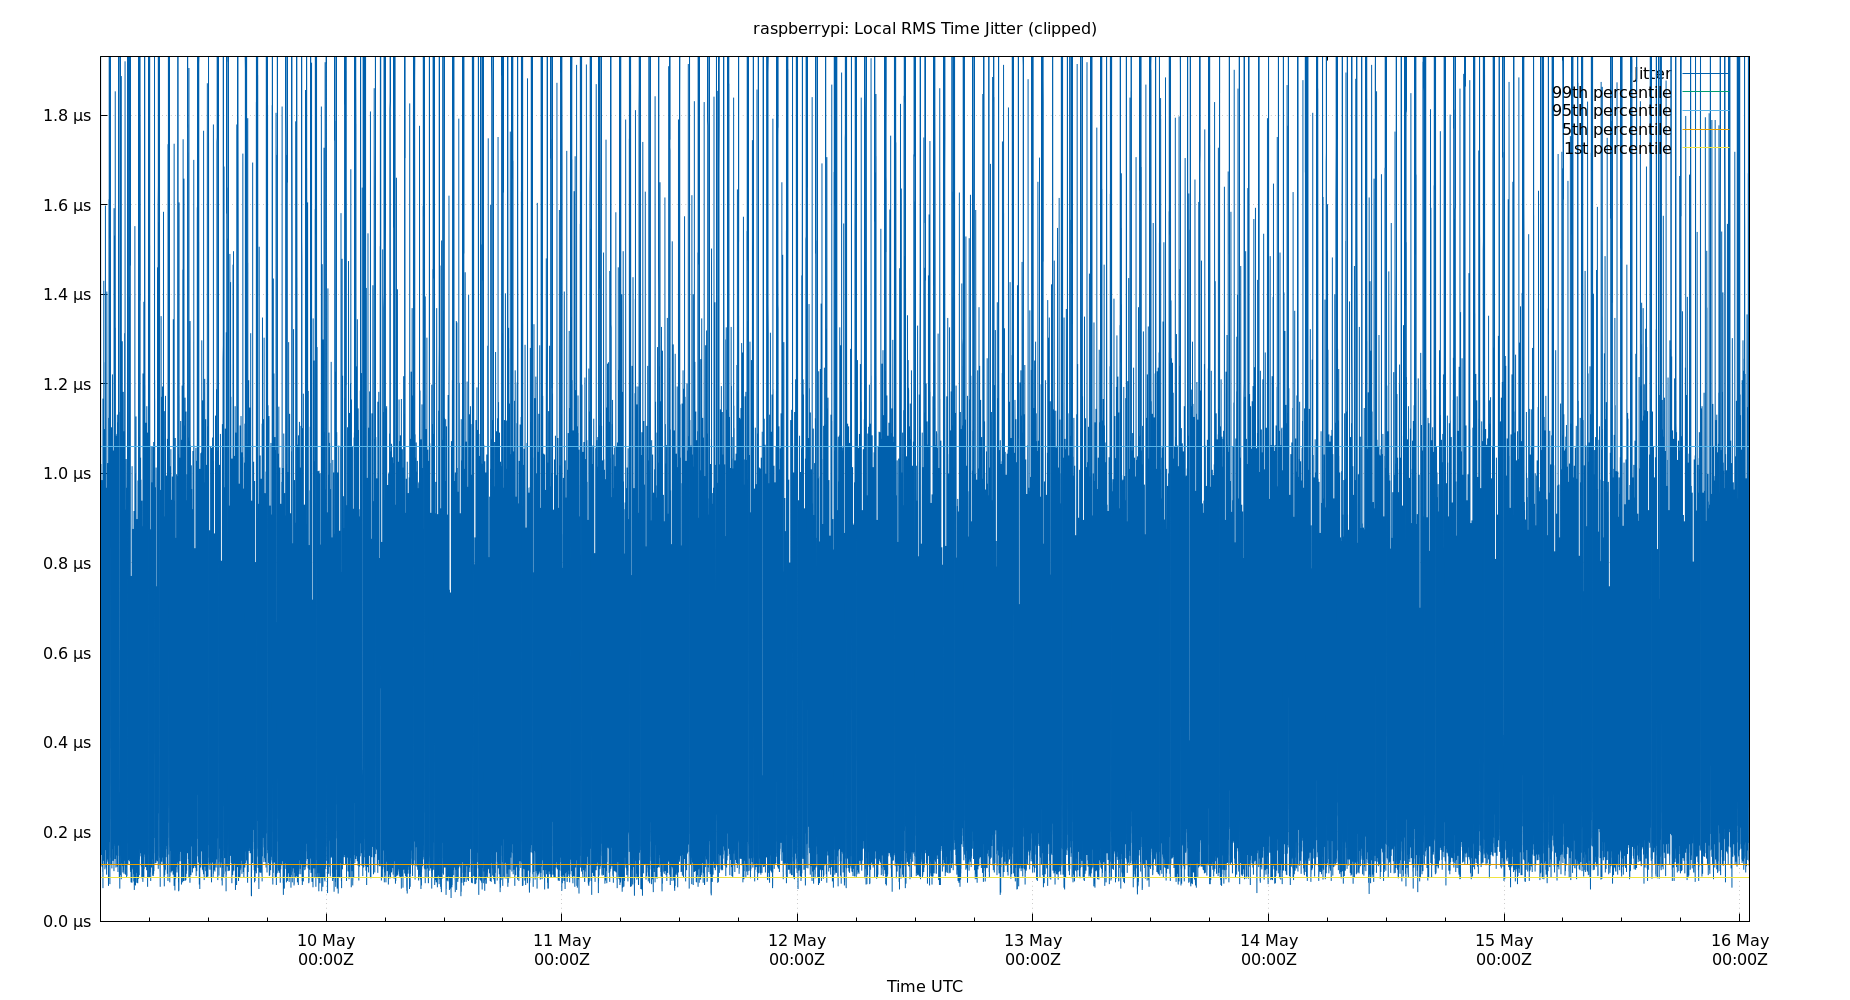 raspberrypi: Local RMS Time Jitter (clipped)
jitter
99th percentile
95th percentile
5th percentile
1st percentile
1.8 μs
1.6 μs
1.4 μs
1.2 μs
1.0 μs
0.8 μs
0.6 μs
0.4 μs
0.2 μs
0.0 μs
10 May 11 May 12 May 13 May 14 May 15 May 16 May
00:00Z 00:00Z 00:00Z 00:00Z 00:00Z 00:00Z 00:00Z
Time UTC